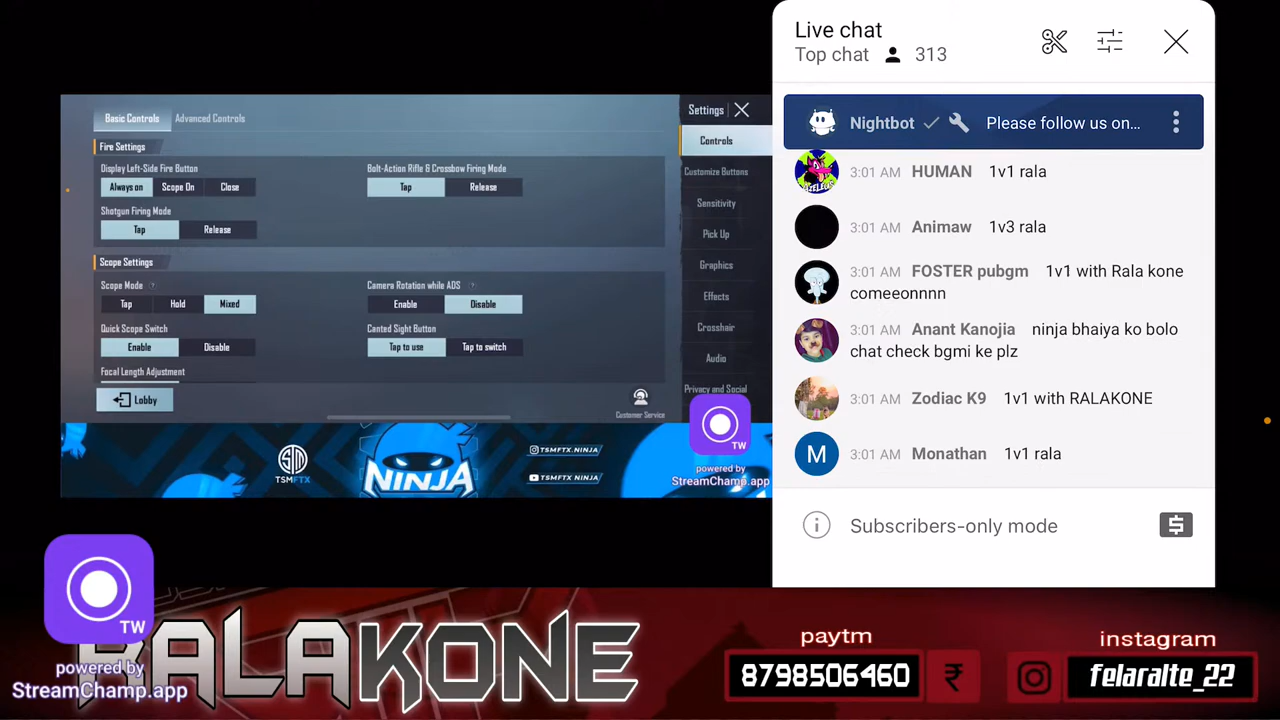 Live chat
Top chat 313
Nightbot Please follow us on...
3:01 AM HUMAN 1v1 rala
3:01 AM Animaw 1v3 rala
3:01 AM FOSTER pubgm 1v1 with Rala kone
comeeonnnn
3:01 AM Anant Kanojia ninja bhaiya ko bolo
chat check bgmi ke plz
3:01 AM Zodiac K9 1v1 with RALAKONE
M 3:01 AM Monathan 1v1 rala
Subscribers-only mode
Basic Controls Advanced Controls
Fire Settings
Display Left-Side Fire Button
Always on Scope On Close
Bolt-Action Rifle & Crossbow Firing Mode
Tap Release
Shotgun Firing Mode
Tap Release
Scope Settings
Scope Mode ?
Tap Hold Mixed
Camera Rotation while ADS ?
Enable Disable
Quick Scope Switch
Enable Disable
Canted Sight Button
Tap to use Tap to switch
Focal Length Adjustment
Lobby
Customer Service
Settings
Controls
Customize Buttons
Sensitivity
Pick Up
Graphics
Effects
Crosshair
Audio
Privacy and Social
TSMFTX
NINJA
TSMFTX.NINJA
TSMFTX NINJA
TW
powered by
StreamChamp.app
TW
powered by
StreamChamp.app
RALAKONE
paytm
8798506460 ₹
instagram
felaralte_22